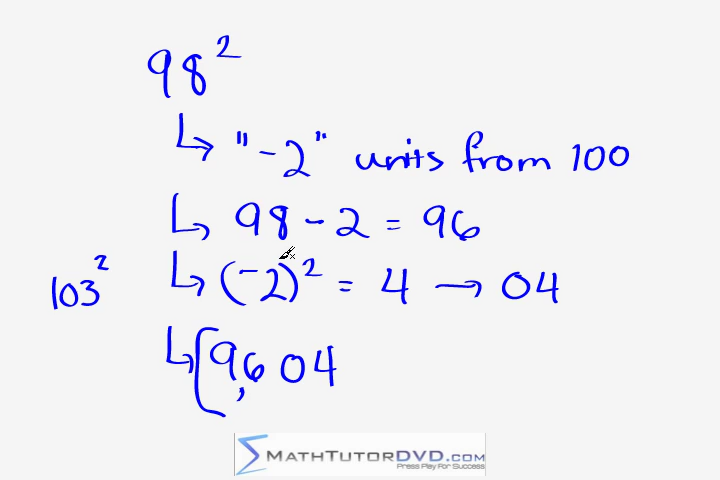 98²
↳ "-2" units from 100
↳ 98 - 2 = 96
103²
↳ (-2)² = 4 → 04
↳ [9,604
MATHTUTORDVD.COM
Press Play For Success